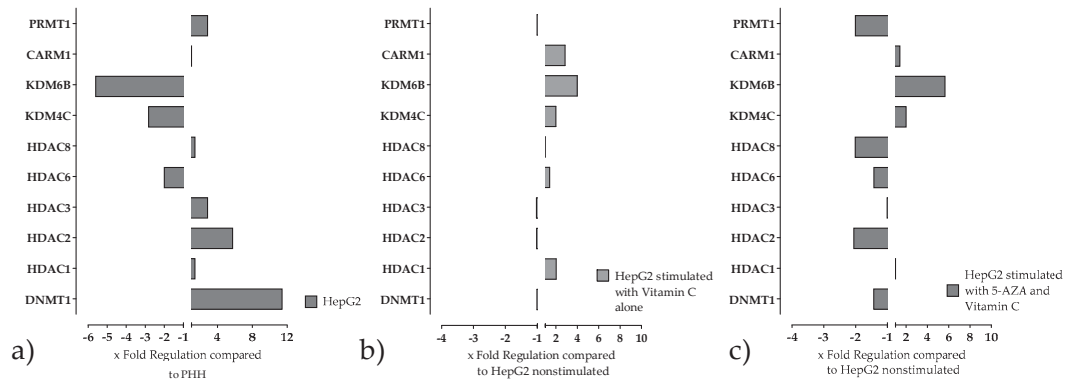 PRMT1
CARM1
KDM6B
KDM4C
HDAC8
HDAC6
HDAC3
HDAC2
HDAC1
DNMT1
HepG2
-6 -5 -4 -3 -2 -1 1 4 8 12
a)
x Fold Regulation compared
to PHH
PRMT1
CARM1
KDM6B
KDM4C
HDAC8
HDAC6
HDAC3
HDAC2
HDAC1
DNMT1
HepG2 stimulated
with Vitamin C
alone
-4 -3 -2 -1 2 4 6 8 10
b)
x Fold Regulation compared
to HepG2 nonstimulated
PRMT1
CARM1
KDM6B
KDM4C
HDAC8
HDAC6
HDAC3
HDAC2
HDAC1
DNMT1
HepG2 stimulated
with 5-AZA and
Vitamin C
-4 -3 -2 -1 2 4 6 8 10
c)
x Fold Regulation compared
to HepG2 nonstimulated